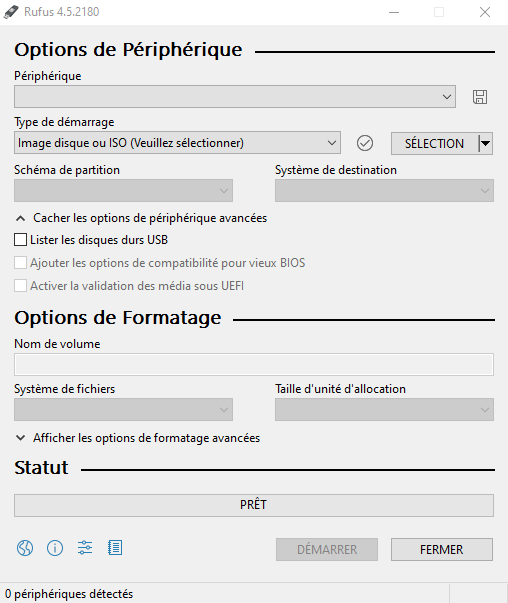 Rufus 4.5.2180
Options de Périphérique
Périphérique
Type de démarrage
Image disque ou ISO (Veuillez sélectionner)
SÉLECTION
Schéma de partition
Système de destination
Cacher les options de périphérique avancées
Lister les disques durs USB
Ajouter les options de compatibilité pour vieux BIOS
Activer la validation des média sous UEFI
Options de Formatage
Nom de volume
Système de fichiers
Taille d'unité d'allocation
Afficher les options de formatage avancées
Statut
PRÊT
DÉMARRER
FERMER
0 périphériques détectés